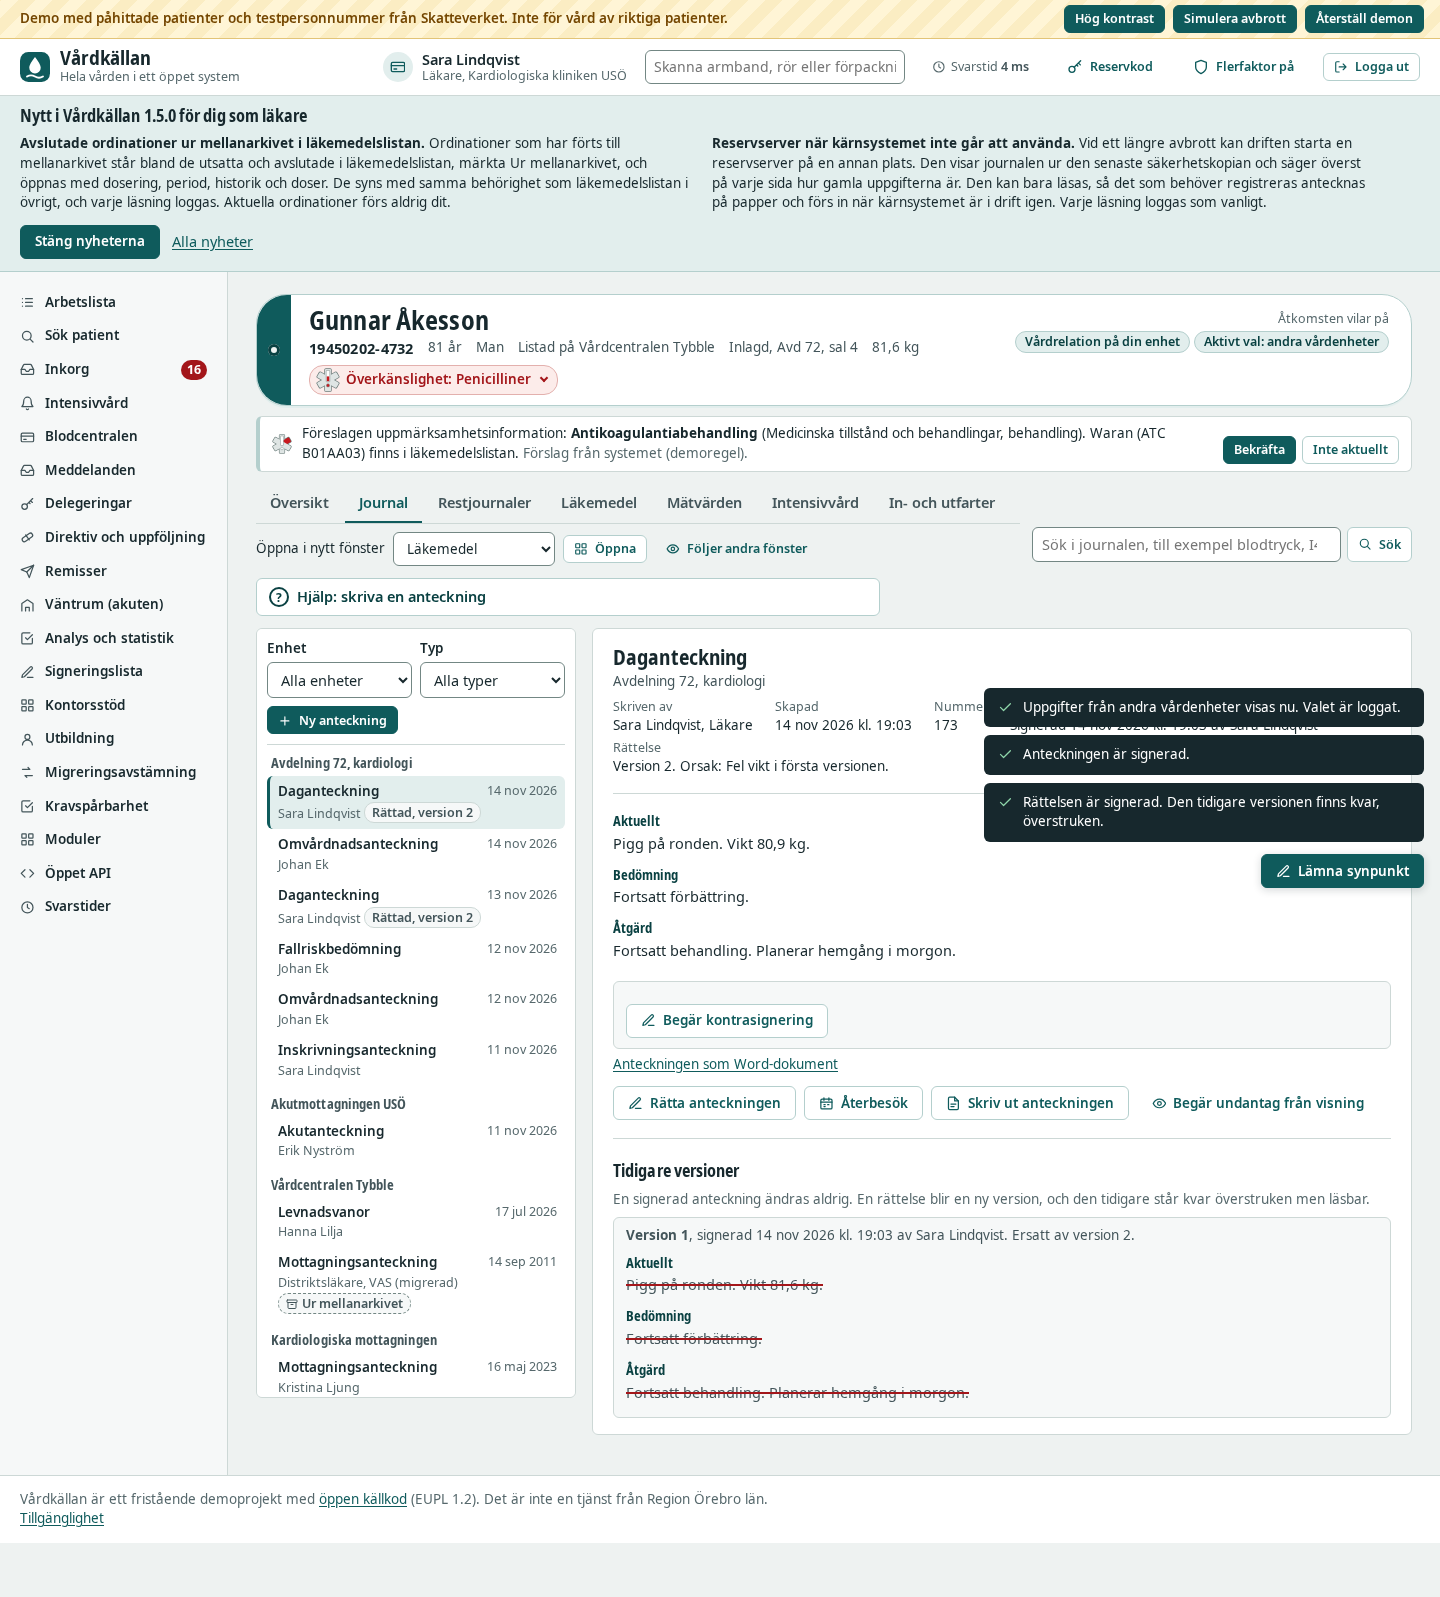 Demo med påhittade patienter och testpersonnummer från Skatteverket. Inte för vård av riktiga patienter.
Hög kontrast
Simulera avbrott
Återställ demon
Vårdkällan
Hela vården i ett öppet system
Sara Lindqvist
Läkare, Kardiologiska kliniken USÖ
Skanna armband, rör eller förpackni
Svarstid 4 ms
Reservkod
Flerfaktor på
Logga ut
Nytt i Vårdkällan 1.5.0 för dig som läkare
Avslutade ordinationer ur mellanarkivet i läkemedelslistan. Ordinationer som har förts till
mellanarkivet står bland de utsatta och avslutade i läkemedelslistan, märkta Ur mellanarkivet, och
öppnas med dosering, period, historik och doser. De syns med samma behörighet som läkemedelslistan i
övrigt, och varje läsning loggas. Aktuella ordinationer förs aldrig dit.
Reservserver när kärnsystemet inte går att använda. Vid ett längre avbrott kan driften starta en
reservserver på en annan plats. Den visar journalen ur den senaste säkerhetskopian och säger överst
på varje sida hur gamla uppgifterna är. Den kan bara läsas, så det som behöver registreras antecknas
på papper och förs in när kärnsystemet är i drift igen. Varje läsning loggas som vanligt.
Stäng nyheterna
Alla nyheter
Arbetslista
Sök patient
Inkorg
16
Intensivvård
Blodcentralen
Meddelanden
Delegeringar
Direktiv och uppföljning
Remisser
Väntrum (akuten)
Analys och statistik
Signeringslista
Kontorsstöd
Utbildning
Migreringsavstämning
Kravspårbarhet
Moduler
Öppet API
Svarstider
Gunnar Åkesson
19450202-4732
81 år
Man
Listad på Vårdcentralen Tybble
Inlagd, Avd 72, sal 4
81,6 kg
Överkänslighet: Penicilliner
Åtkomsten vilar på
Vårdrelation på din enhet
Aktivt val: andra vårdenheter
Föreslagen uppmärksamhetsinformation: Antikoagulantiabehandling (Medicinska tillstånd och behandlingar, behandling). Waran (ATC
B01AA03) finns i läkemedelslistan. Förslag från systemet (demoregel).
Bekräfta
Inte aktuellt
Översikt
Journal
Restjournaler
Läkemedel
Mätvärden
Intensivvård
In- och utfarter
Öppna i nytt fönster
Läkemedel
Öppna
Följer andra fönster
Sök i journalen, till exempel blodtryck, I
Sök
Hjälp: skriva en anteckning
Enhet
Typ
Alla enheter
Alla typer
Ny anteckning
Avdelning 72, kardiologi
Daganteckning
14 nov 2026
Sara Lindqvist
Rättad, version 2
Omvårdnadsanteckning
14 nov 2026
Johan Ek
Daganteckning
13 nov 2026
Sara Lindqvist
Rättad, version 2
Fallriskbedömning
12 nov 2026
Johan Ek
Omvårdnadsanteckning
12 nov 2026
Johan Ek
Inskrivningsanteckning
11 nov 2026
Sara Lindqvist
Akutmottagningen USÖ
Akutanteckning
11 nov 2026
Erik Nyström
Vårdcentralen Tybble
Levnadsvanor
17 jul 2026
Hanna Lilja
Mottagningsanteckning
14 sep 2011
Distriktsläkare, VAS (migrerad)
Ur mellanarkivet
Kardiologiska mottagningen
Mottagningsanteckning
16 maj 2023
Kristina Ljung
Daganteckning
Avdelning 72, kardiologi
Skriven av
Sara Lindqvist, Läkare
Skapad
14 nov 2026 kl. 19:03
Numme
173
Rättelse
Version 2. Orsak: Fel vikt i första versionen.
Uppgifter från andra vårdenheter visas nu. Valet är loggat.
Anteckningen är signerad.
Rättelsen är signerad. Den tidigare versionen finns kvar,
överstruken.
Lämna synpunkt
Aktuellt
Pigg på ronden. Vikt 80,9 kg.
Bedömning
Fortsatt förbättring.
Åtgärd
Fortsatt behandling. Planerar hemgång i morgon.
Begär kontrasignering
Anteckningen som Word-dokument
Rätta anteckningen
Återbesök
Skriv ut anteckningen
Begär undantag från visning
Tidigare versioner
En signerad anteckning ändras aldrig. En rättelse blir en ny version, och den tidigare står kvar överstruken men läsbar.
Version 1, signerad 14 nov 2026 kl. 19:03 av Sara Lindqvist. Ersatt av version 2.
Aktuellt
Pigg på ronden. Vikt 81,6 kg.
Bedömning
Fortsatt förbättring.
Åtgärd
Fortsatt behandling. Planerar hemgång i morgon.
Vårdkällan är ett fristående demoprojekt med öppen källkod (EUPL 1.2). Det är inte en tjänst från Region Örebro län.
Tillgänglighet